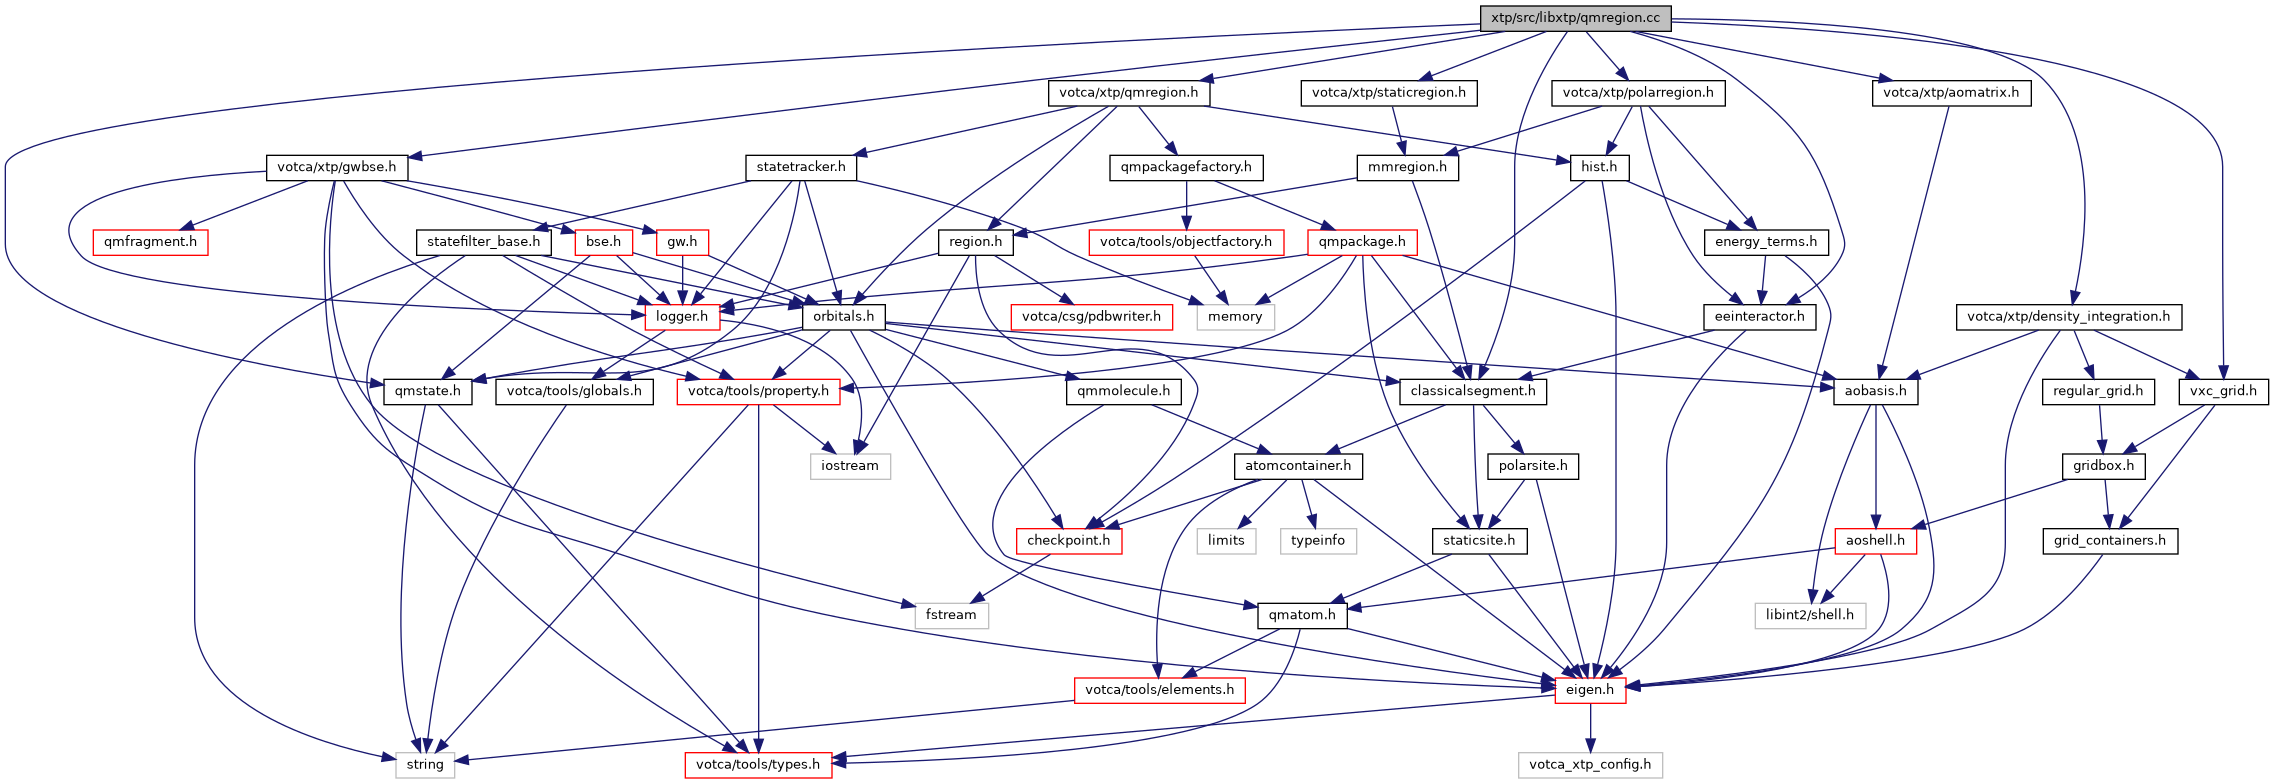 xtp/src/libxtp/qmregion.cc
votca/xtp/qmregion.h
votca/xtp/staticregion.h
votca/xtp/polarregion.h
votca/xtp/aomatrix.h
votca/xtp/gwbse.h
statetracker.h
qmpackagefactory.h
mmregion.h
hist.h
qmfragment.h
statefilter_base.h
bse.h
gw.h
region.h
votca/tools/objectfactory.h
qmpackage.h
energy_terms.h
logger.h
orbitals.h
votca/csg/pdbwriter.h
memory
eeinteractor.h
votca/xtp/density_integration.h
qmstate.h
votca/tools/globals.h
votca/tools/property.h
qmmolecule.h
classicalsegment.h
aobasis.h
regular_grid.h
vxc_grid.h
iostream
atomcontainer.h
polarsite.h
gridbox.h
checkpoint.h
limits
typeinfo
staticsite.h
aoshell.h
grid_containers.h
fstream
qmatom.h
libint2/shell.h
votca/tools/elements.h
eigen.h
string
votca/tools/types.h
votca_xtp_config.h